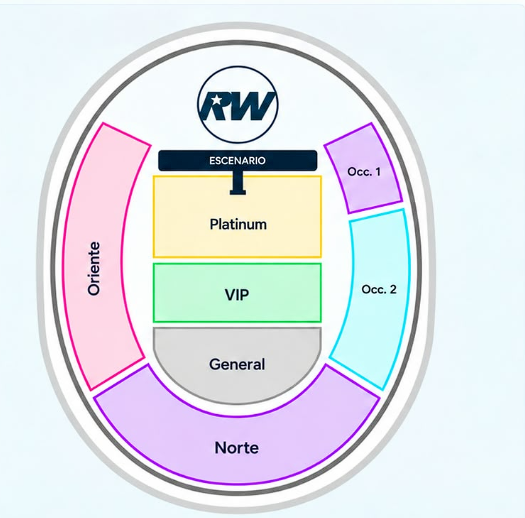 RW
ESCENARIO
Occ. 1
Platinum
Oriente
VIP
Occ. 2
General
Norte